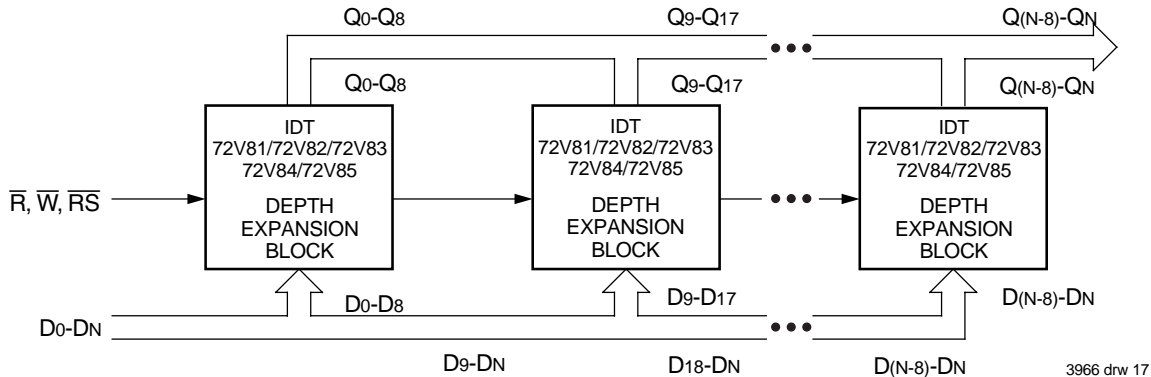 Q0-Q8 Q9-Q17 Q(N-8)-QN
Q0-Q8 Q9-Q17 Q(N-8)-QN
IDT
72V81/72V82/72V83
72V84/72V85
DEPTH
EXPANSION
BLOCK
IDT
72V81/72V82/72V83
72V84/72V85
DEPTH
EXPANSION
BLOCK
IDT
72V81/72V82/72V83
72V84/72V85
DEPTH
EXPANSION
BLOCK
R̅, W̅, R̅S̅
D0-D8 D9-D17 D(N-8)-DN
D0-DN
D9-DN D18-DN D(N-8)-DN
3966 drw 17